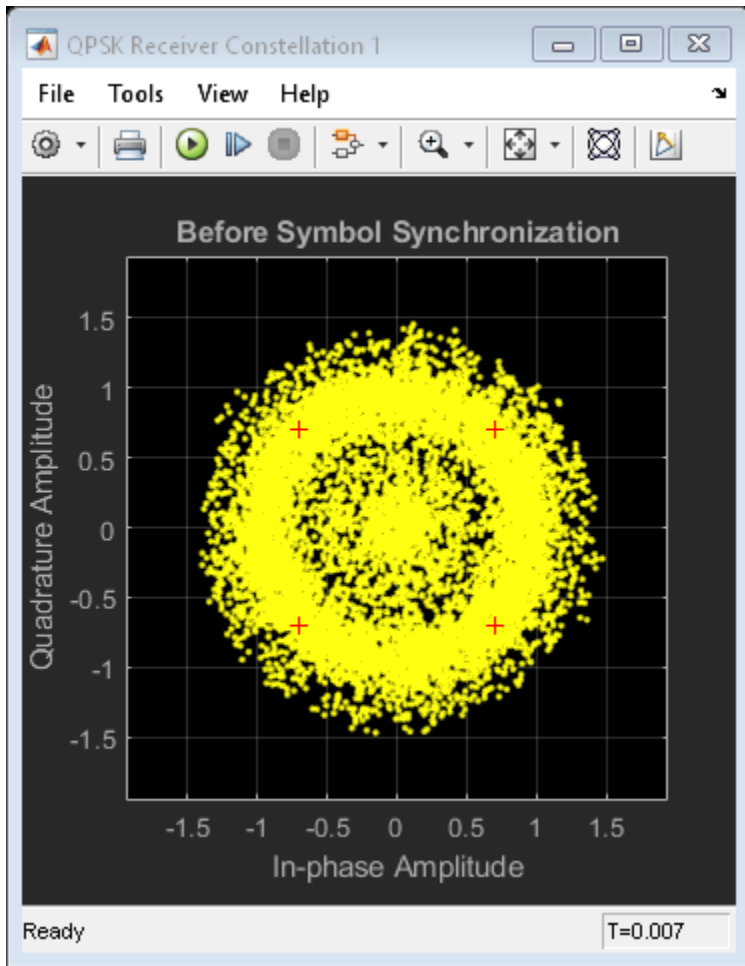 QPSK Receiver Constellation 1
File Tools View Help
Before Symbol Synchronization
1.5
1
0.5
0
-0.5
-1
-1.5
Quadrature Amplitude
-1.5 -1 -0.5 0 0.5 1 1.5
In-phase Amplitude
Ready T=0.007